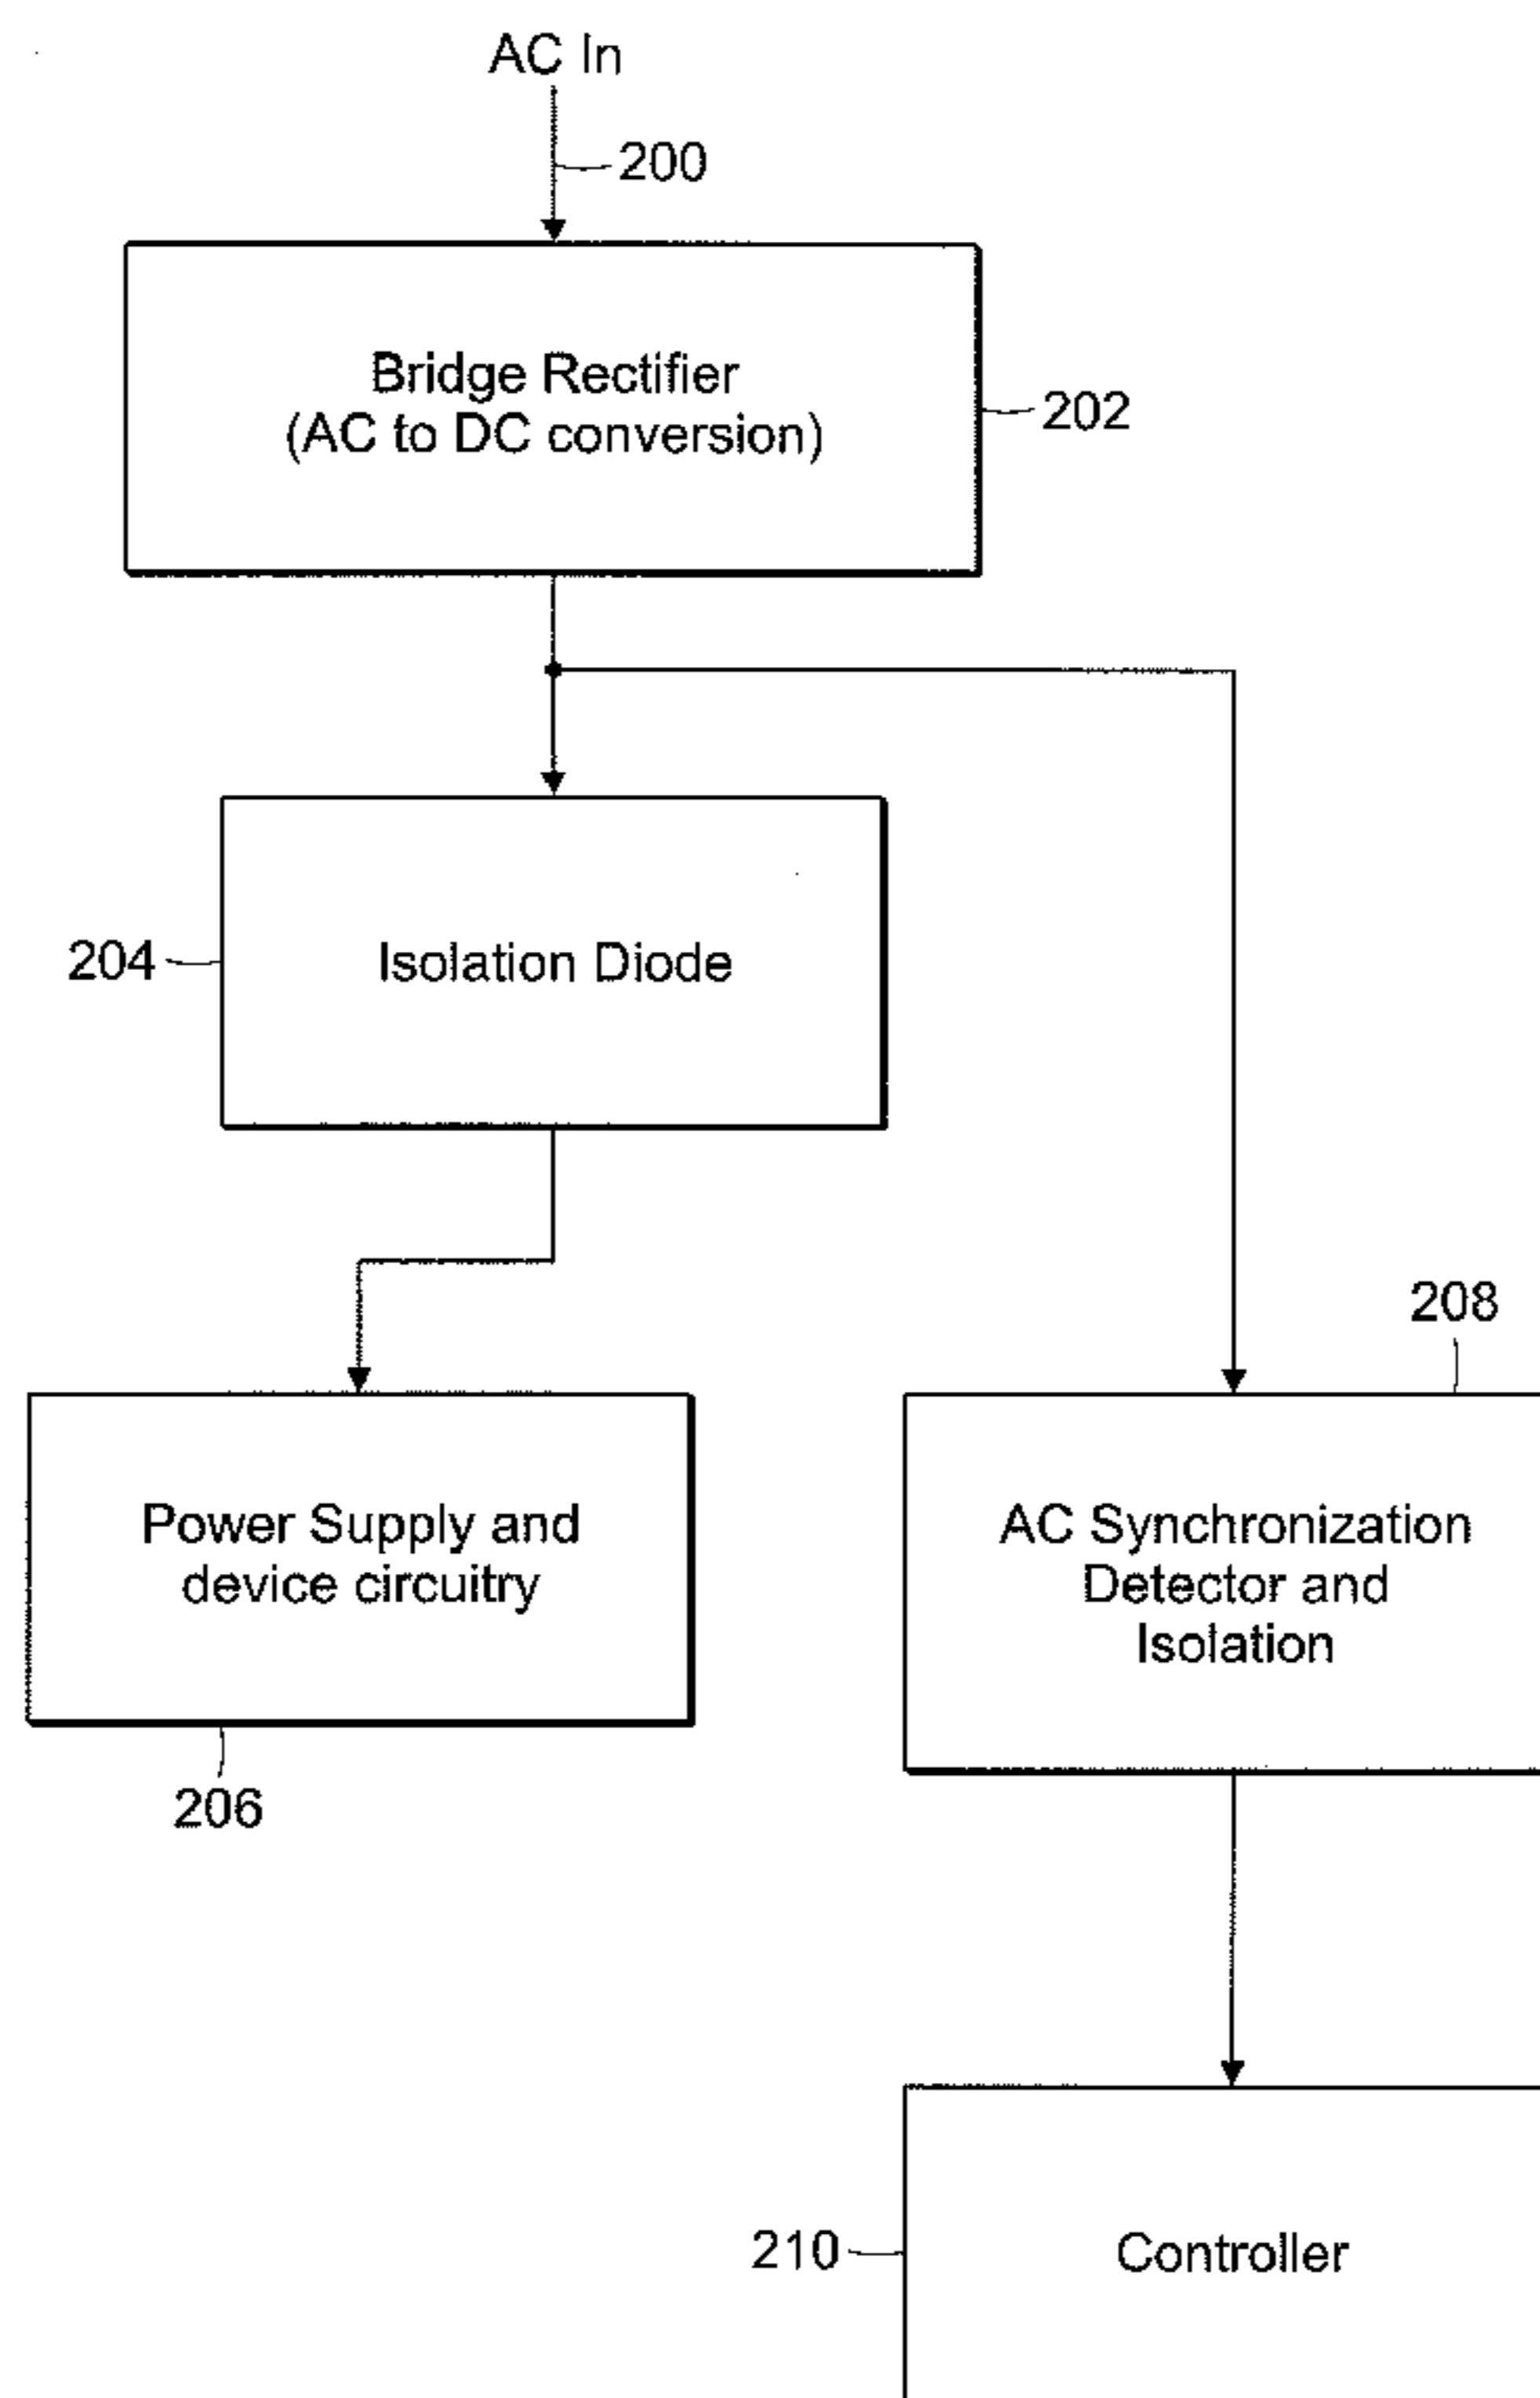 AC In
200
Bridge Rectifier
(AC to DC conversion)
202
204
Isolation Diode
208
Power Supply and
device circuitry
AC Synchronization
Detector and
Isolation
206
210
Controller